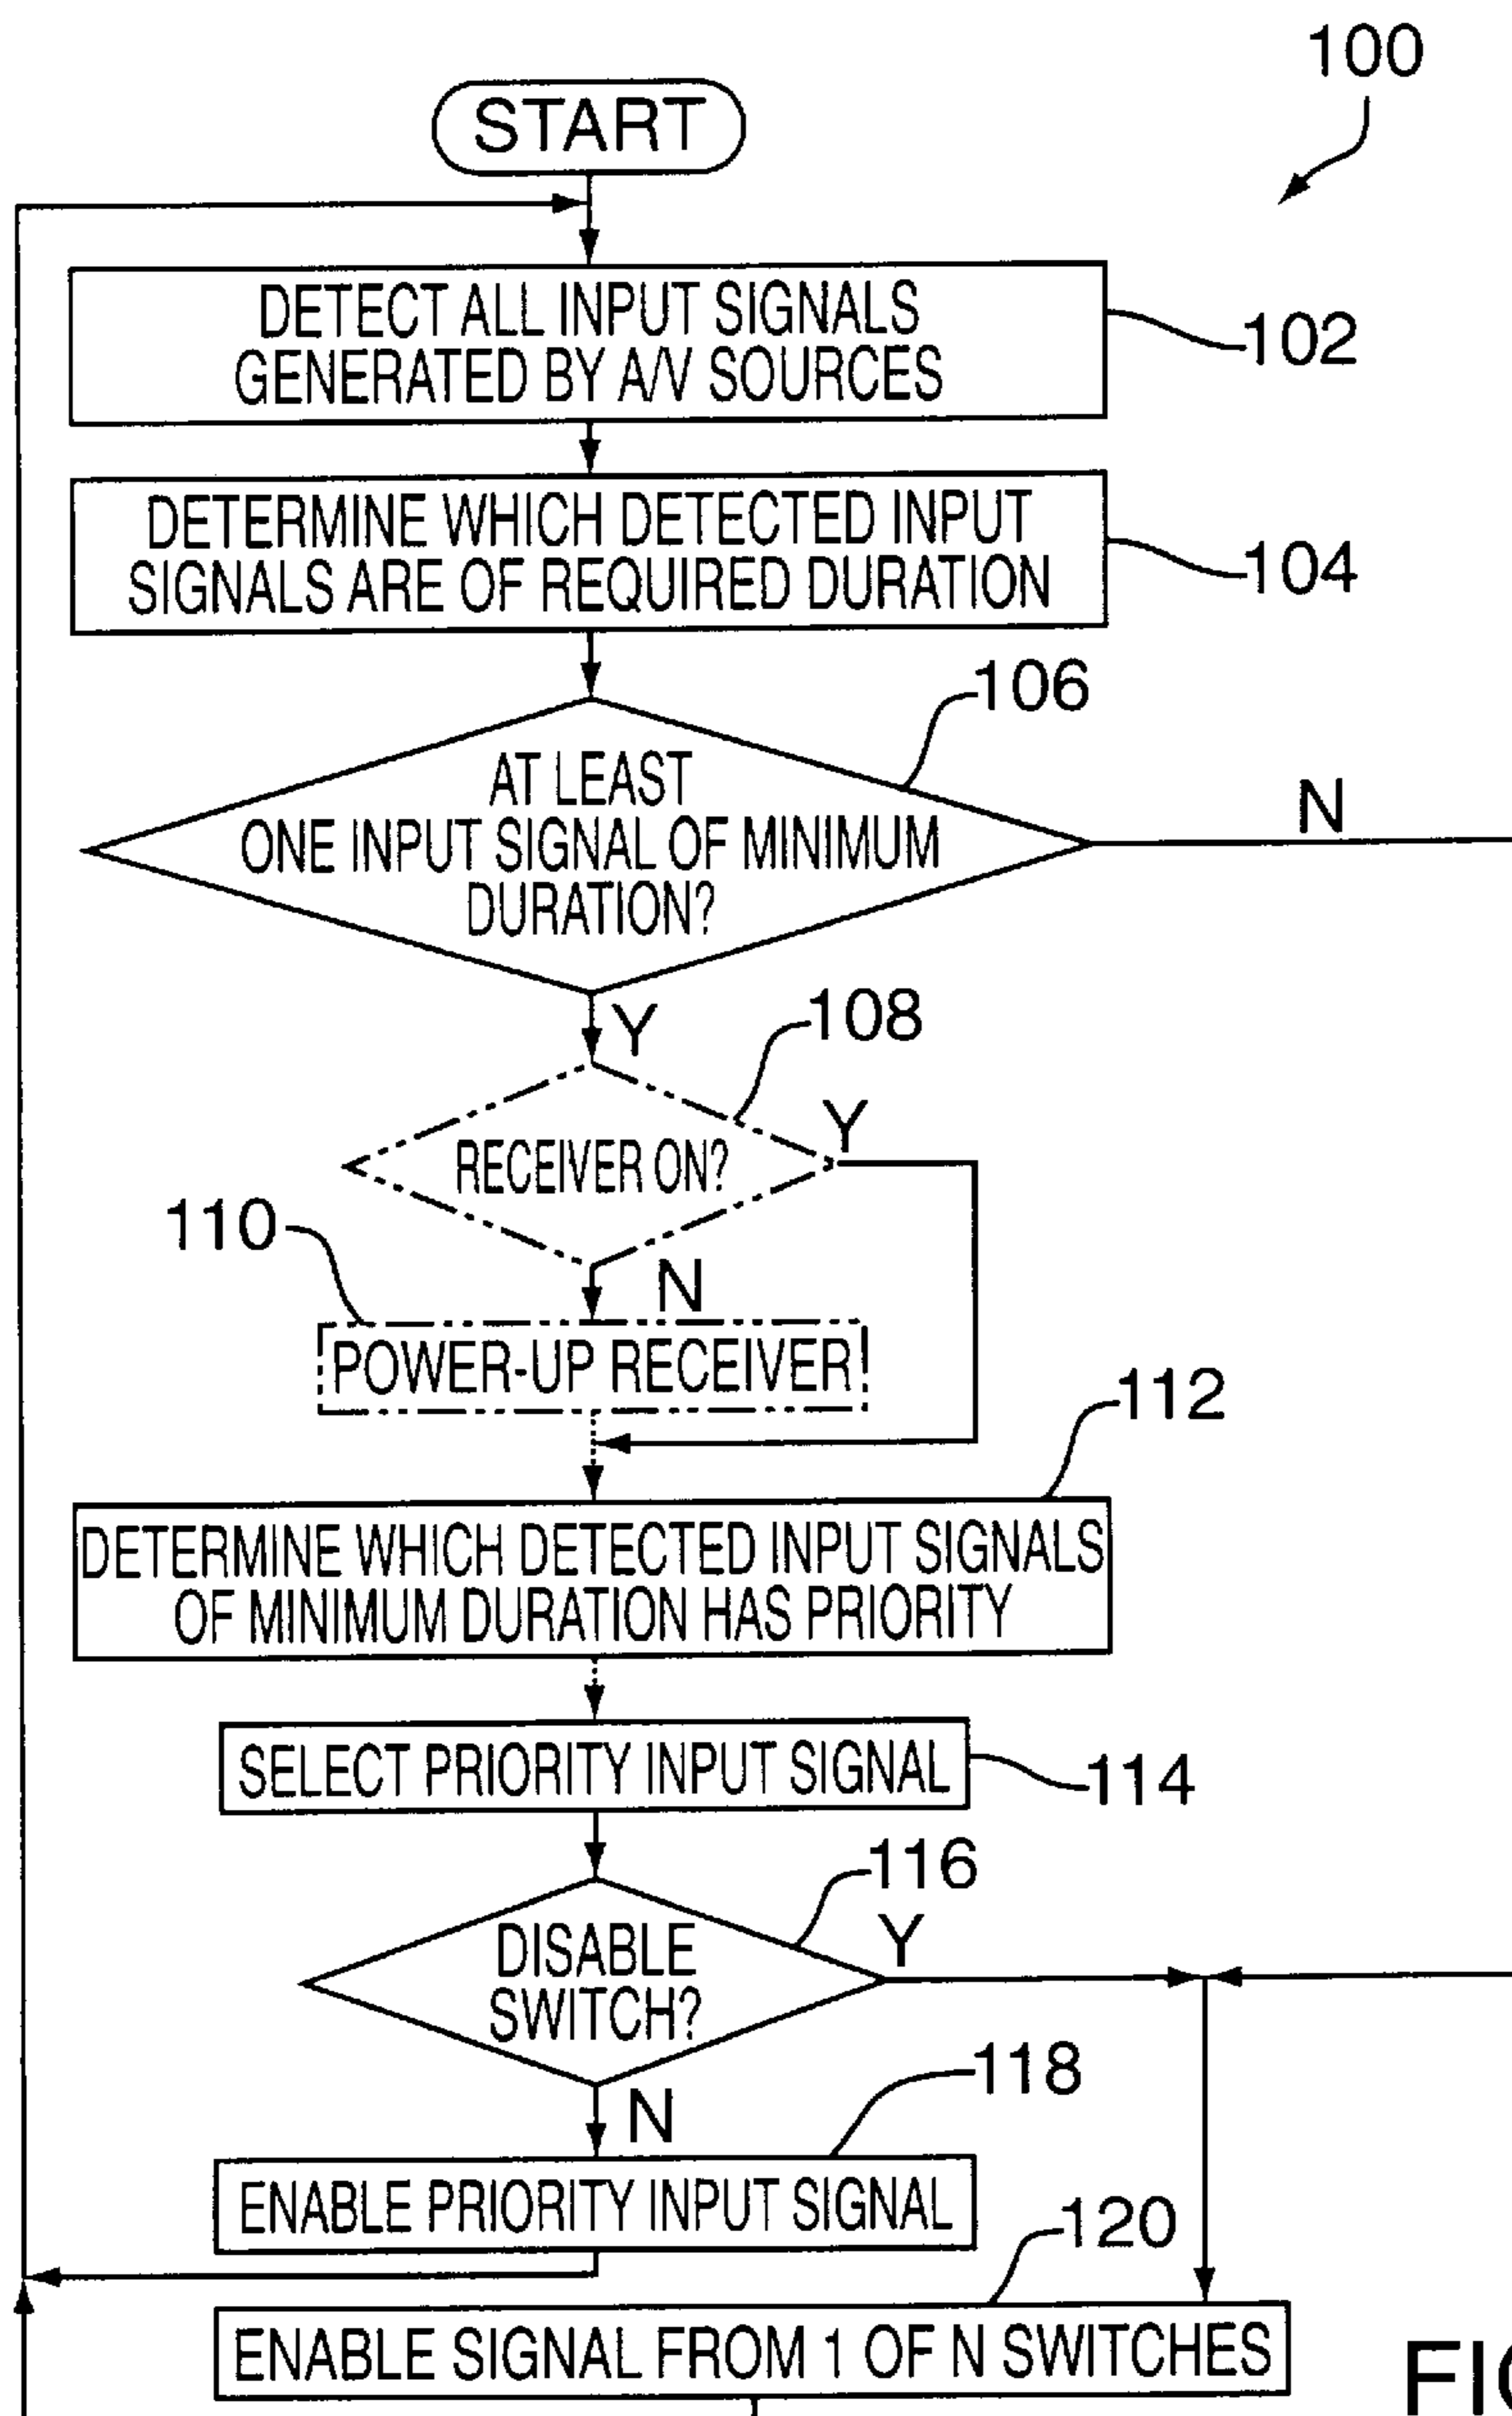 100
START
DETECT ALL INPUT SIGNALS
GENERATED BY A/V SOURCES
102
DETERMINE WHICH DETECTED INPUT
SIGNALS ARE OF REQUIRED DURATION
104
106
AT LEAST
ONE INPUT SIGNAL OF MINIMUM
DURATION?
N
Y
108
RECEIVER ON?
Y
110
N
POWER-UP RECEIVER
112
DETERMINE WHICH DETECTED INPUT SIGNALS
OF MINIMUM DURATION HAS PRIORITY
SELECT PRIORITY INPUT SIGNAL
114
116
DISABLE
SWITCH?
Y
N
118
ENABLE PRIORITY INPUT SIGNAL
120
ENABLE SIGNAL FROM 1 OF N SWITCHES